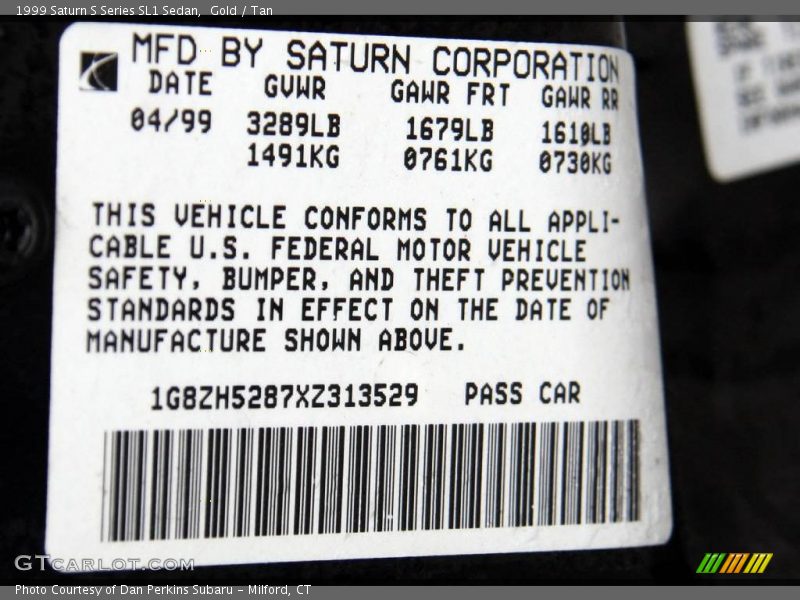 1999 Saturn S Series SL1 Sedan,  Gold / Tan
MFD BY SATURN CORPORATION
DATE GVWR GAWR FRT GAWR RR
04/99 3289LB 1679LB 1610LB
1491KG 0761KG 0730KG
THIS VEHICLE CONFORMS TO ALL APPLI-
CABLE U.S. FEDERAL MOTOR VEHICLE
SAFETY, BUMPER, AND THEFT PREVENTION
STANDARDS IN EFFECT ON THE DATE OF
MANUFACTURE SHOWN ABOVE.
1G8ZH5287XZ313529 PASS CAR
GTCARLOT.COM
Photo Courtesy of Dan Perkins Subaru - Milford, CT